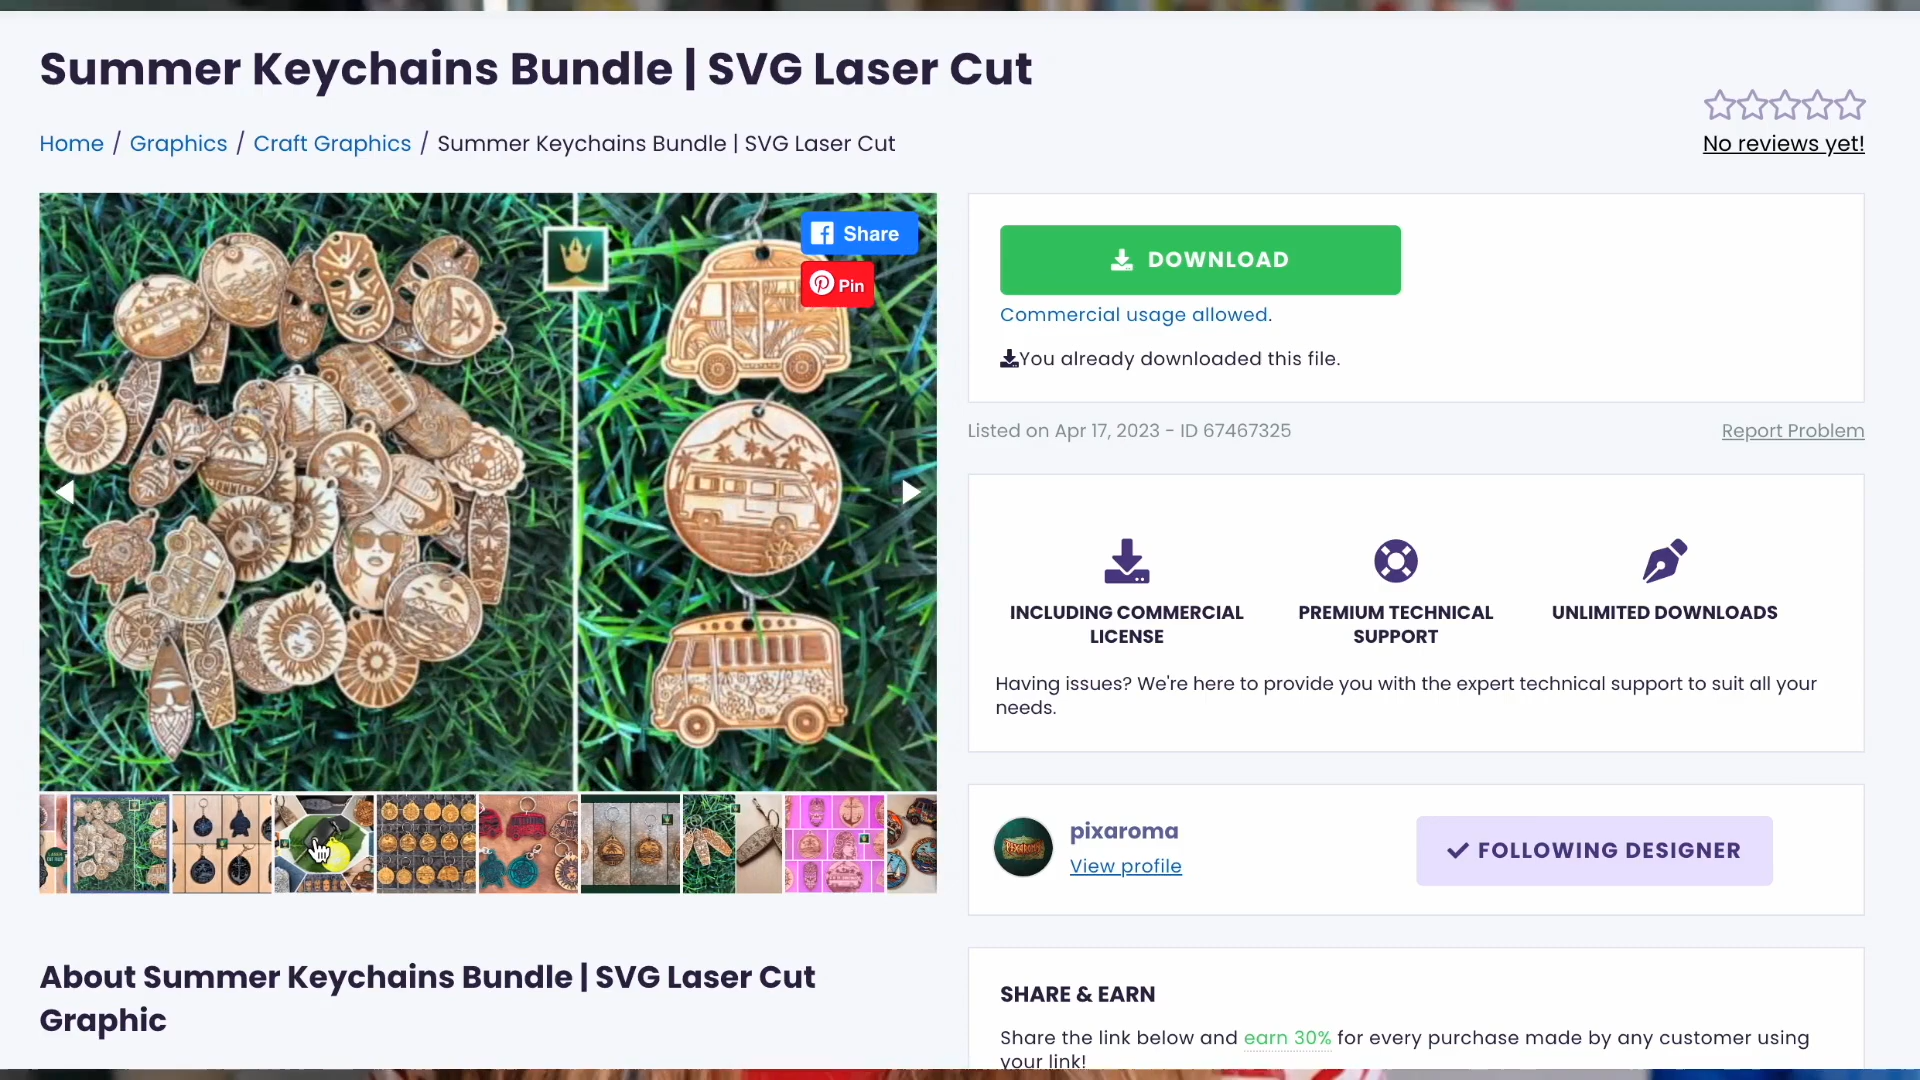 Summer Keychains Bundle | SVG Laser Cut
Home / Graphics / Craft Graphics / Summer Keychains Bundle | SVG Laser Cut
No reviews yet!
Share
Pin
DOWNLOAD
Commercial usage allowed.
You already downloaded this file.
Listed on Apr 17, 2023 - ID 67467325
Report Problem
INCLUDING COMMERCIAL
LICENSE
PREMIUM TECHNICAL
SUPPORT
UNLIMITED DOWNLOADS
Having issues? We're here to provide you with the expert technical support to suit all your
needs.
pixaroma
View profile
FOLLOWING DESIGNER
About Summer Keychains Bundle | SVG Laser Cut
Graphic
SHARE & EARN
Share the link below and earn 30% for every purchase made by any customer using
your link!